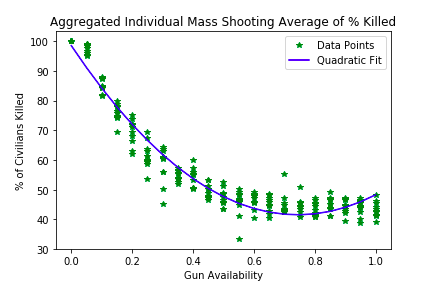 Aggregated Individual Mass Shooting Average of % Killed
Data Points
Quadratic Fit
% of Civilians Killed
100
90
80
70
60
50
40
30
0.0 0.2 0.4 0.6 0.8 1.0
Gun Availability